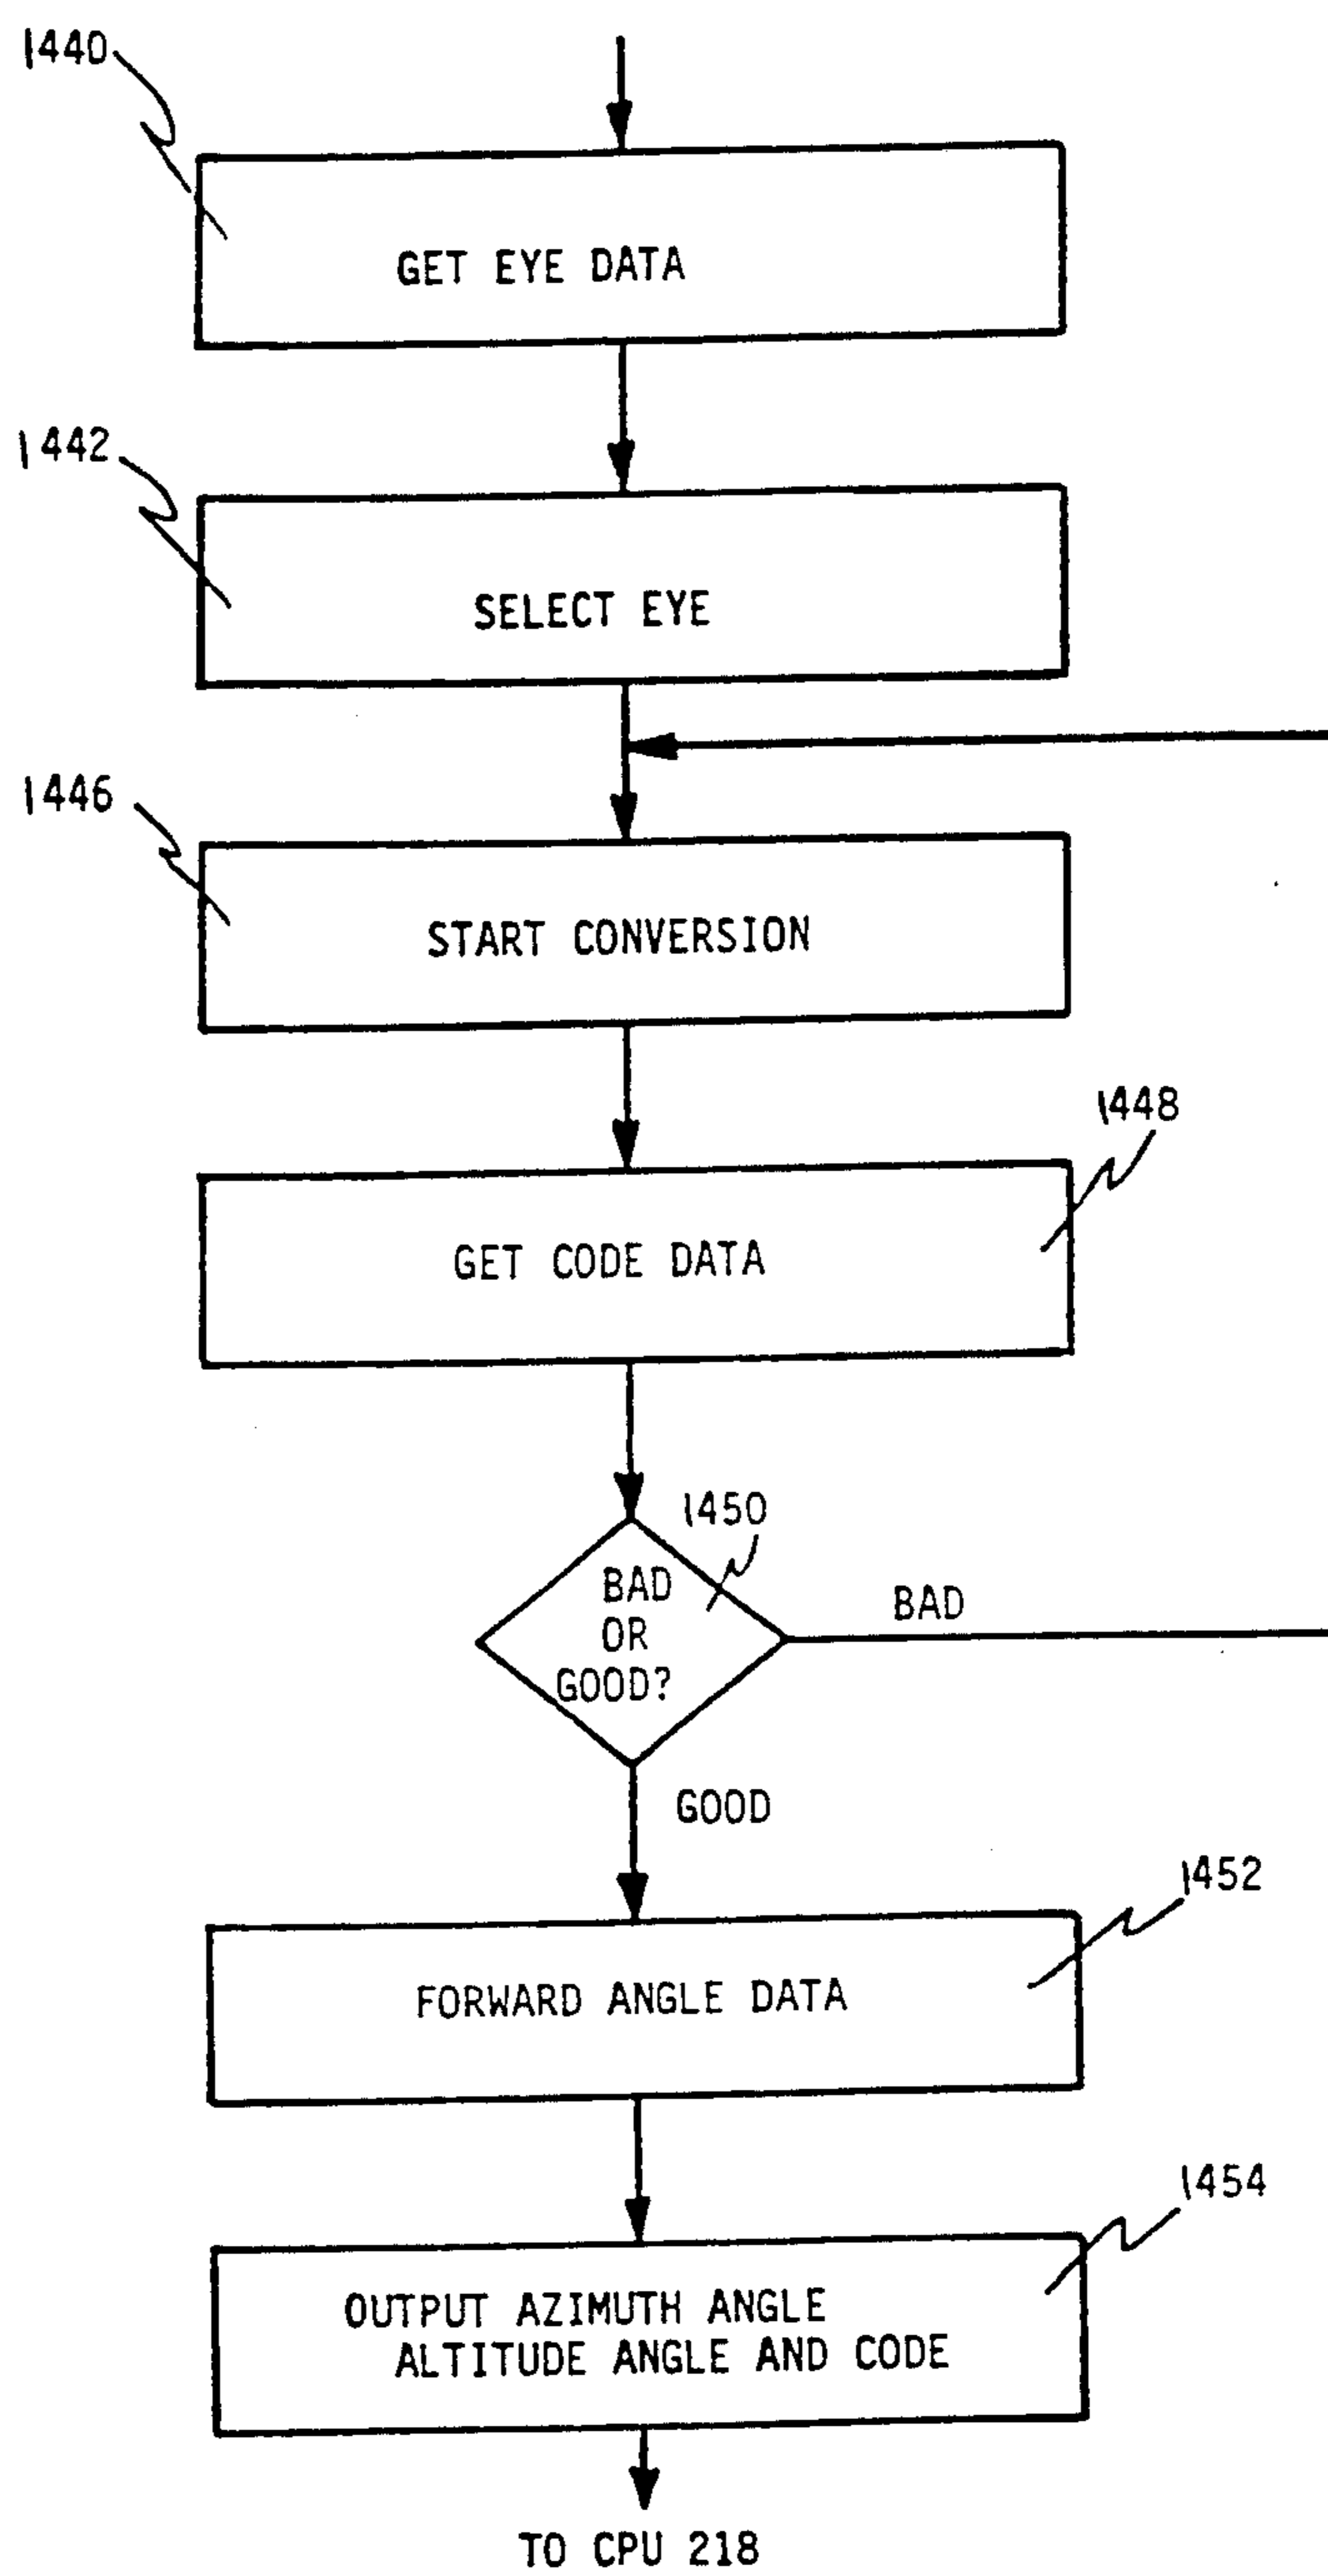 1440
GET EYE DATA
1442
SELECT EYE
1446
START CONVERSION
1448
GET CODE DATA
1450
BAD
OR
GOOD?
BAD
GOOD
1452
FORWARD ANGLE DATA
1454
OUTPUT AZIMUTH ANGLE
ALTITUDE ANGLE AND CODE
TO CPU 218